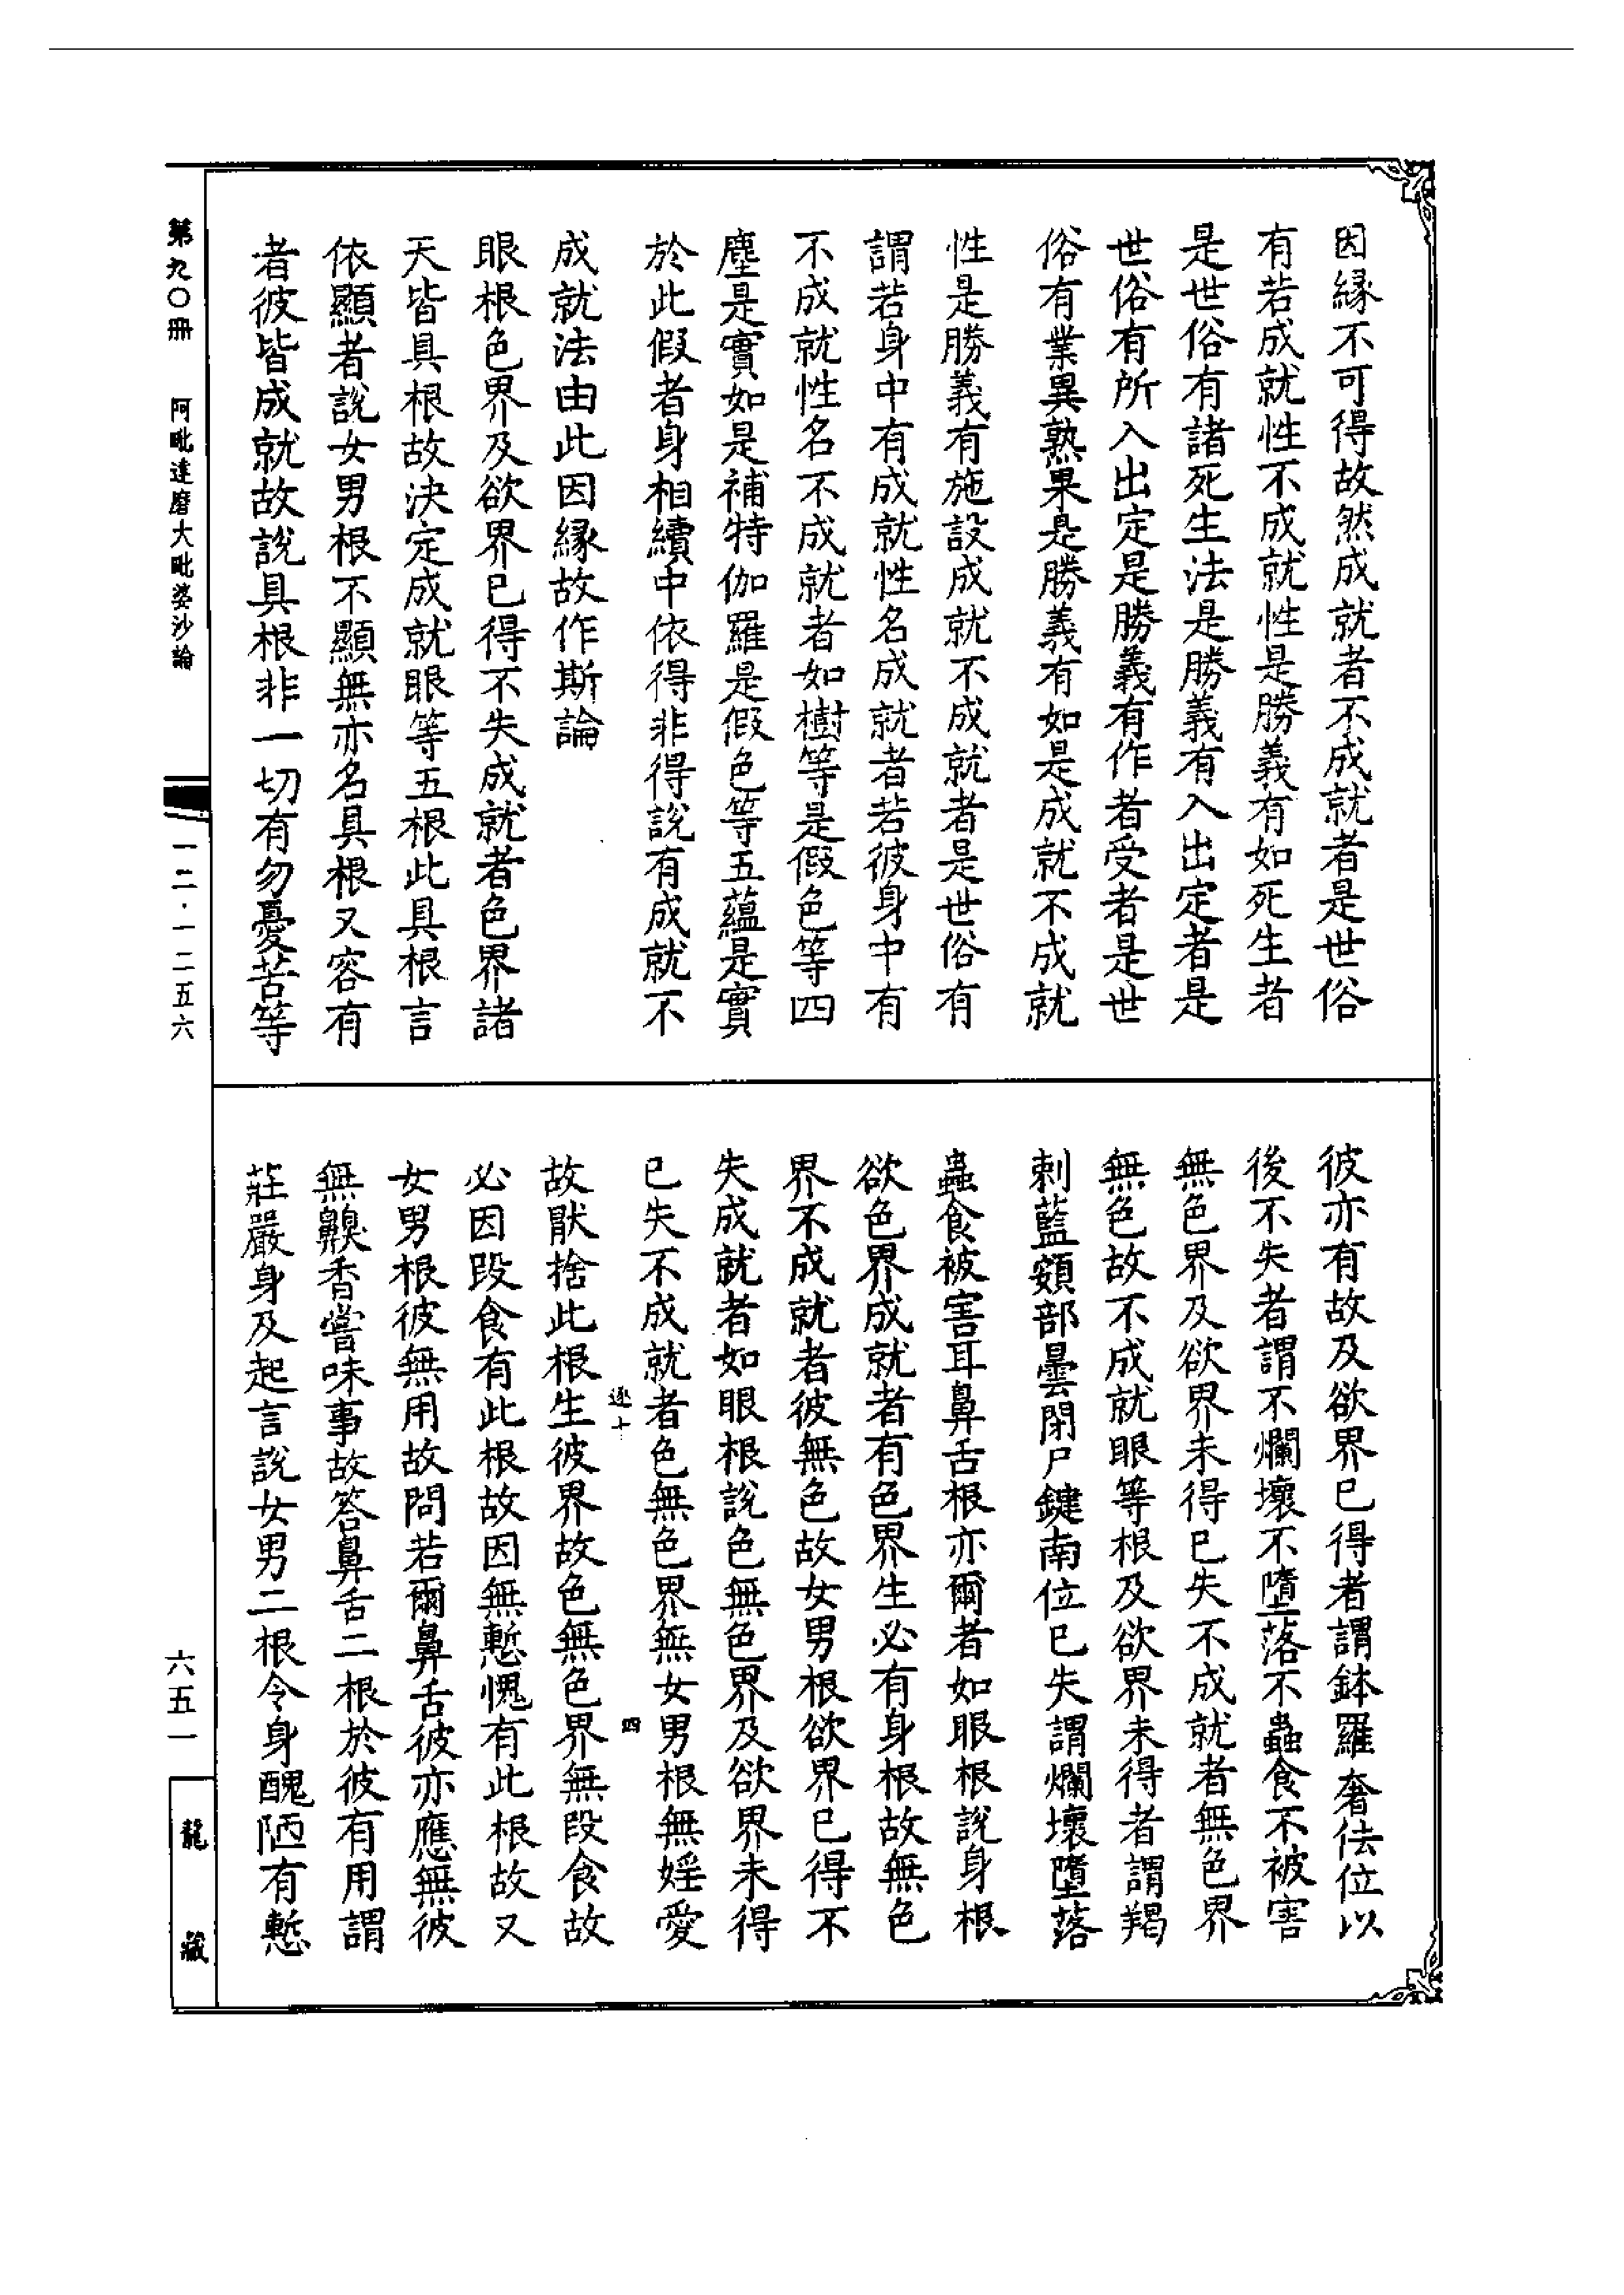 因緣不可得故然成就者不成就者是世俗
有若成就性不成就性是勝義有如死生者
是世俗有諸死生法是勝義有入出定者是
世俗有所入出定是勝義有作者受者是世
俗有業異熟果是勝義有如是成就不成就
性是勝義有施設成就不成就者是世俗有
謂若身中有成就性名成就者若彼身中有
不成就性名不成就者如樹等是假色等四
塵是實如是補特伽羅是假色等五蘊是實
於此假者身相續中依得非得說有成就不
成就法由此因緣故作斯論
眼根色界及欲界已得不失成就者色界諸
天皆具根故決定成就眼等五根此具根言
依顯者說女男根不顯無亦名具根又容有
者彼皆成就故說具根非一切有勿憂苦等
彼亦有故及欲界已得者謂鉢羅奢佉位以
後不失者謂不爛壞不墮落不蟲食不被害
無色界及欲界未得已失不成就者無色界
無色故不成就眼等根及欲界未得者謂羯
剌藍頞部曇閉尸鍵南位已失謂爛壞墮落
蟲食被害耳鼻舌根亦爾者如眼根說身根
欲色界成就者有色界生必有身根故無色
界不成就者彼無色故女男根欲界已得不
失成就者如眼根說色無色界及欲界未得
已失不成就者色無色界無女男根無婬愛
逐十 四
故猒捨此根生彼界故色無色界無段食故
必因段食有此根故因無慙愧有此根故又
女男根彼無用故問若爾鼻舌彼亦應無彼
無齅香嘗味事故答鼻舌二根於彼有用謂
莊嚴身及起言說女男二根令身醜陋有慙
第九〇冊 阿毗達磨大毗婆沙論
一二·一二五六
六五一
龍藏